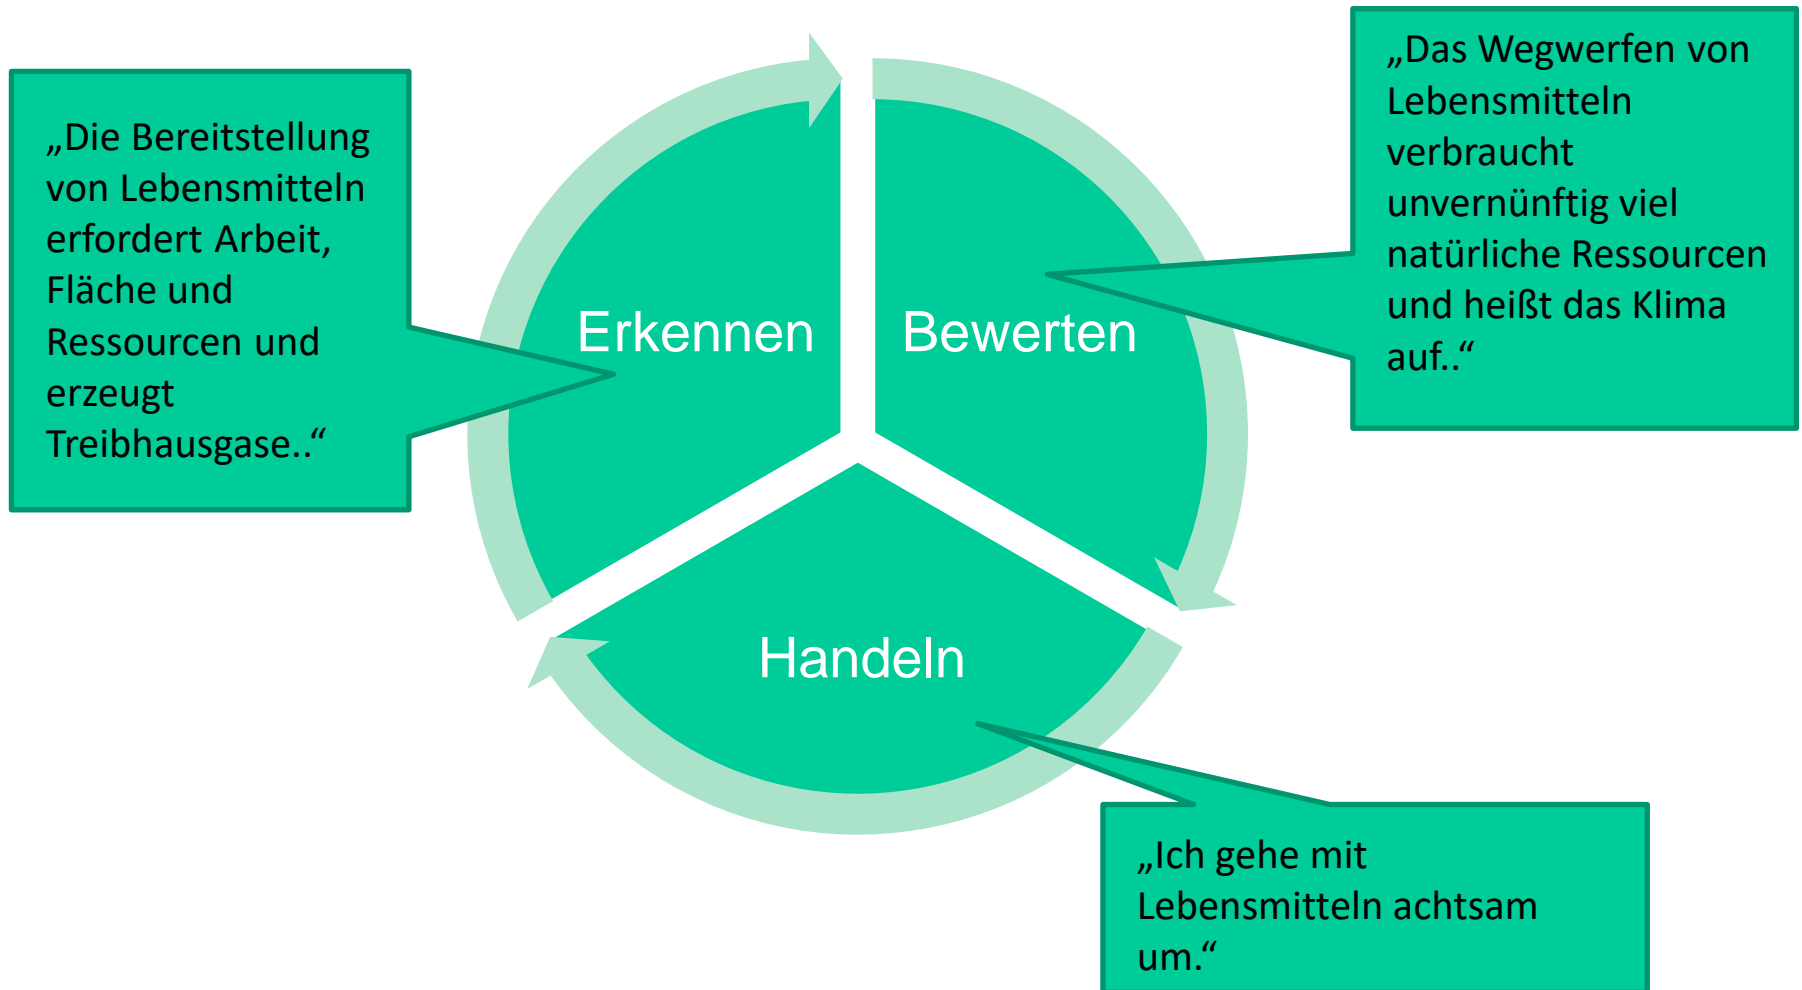 „Die Bereitstellung
von Lebensmitteln
erfordert Arbeit,
Fläche und
Ressourcen und
erzeugt
Treibhausgase..“
Erkennen
Bewerten
„Das Wegwerfen von
Lebensmitteln
verbraucht
unvernünftig viel
natürliche Ressourcen
und heißt das Klima
auf..“
Handeln
„Ich gehe mit
Lebensmitteln achtsam
um.“